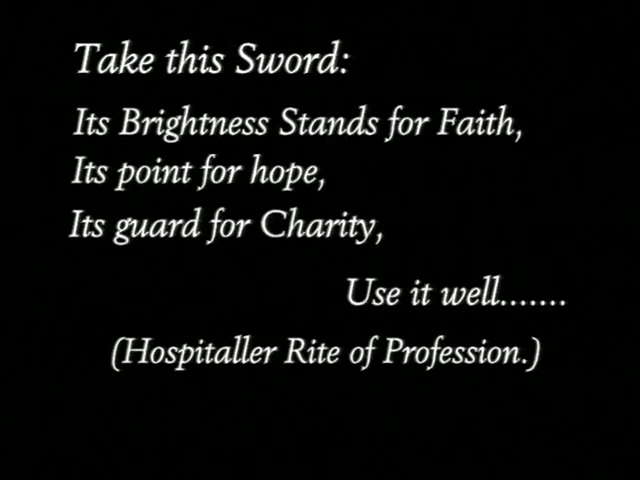 Take this Sword:
Its Brightness Stands for Faith,
Its point for hope,
Its guard for Charity,
Use it well.......
(Hospitaller Rite of Profession.)